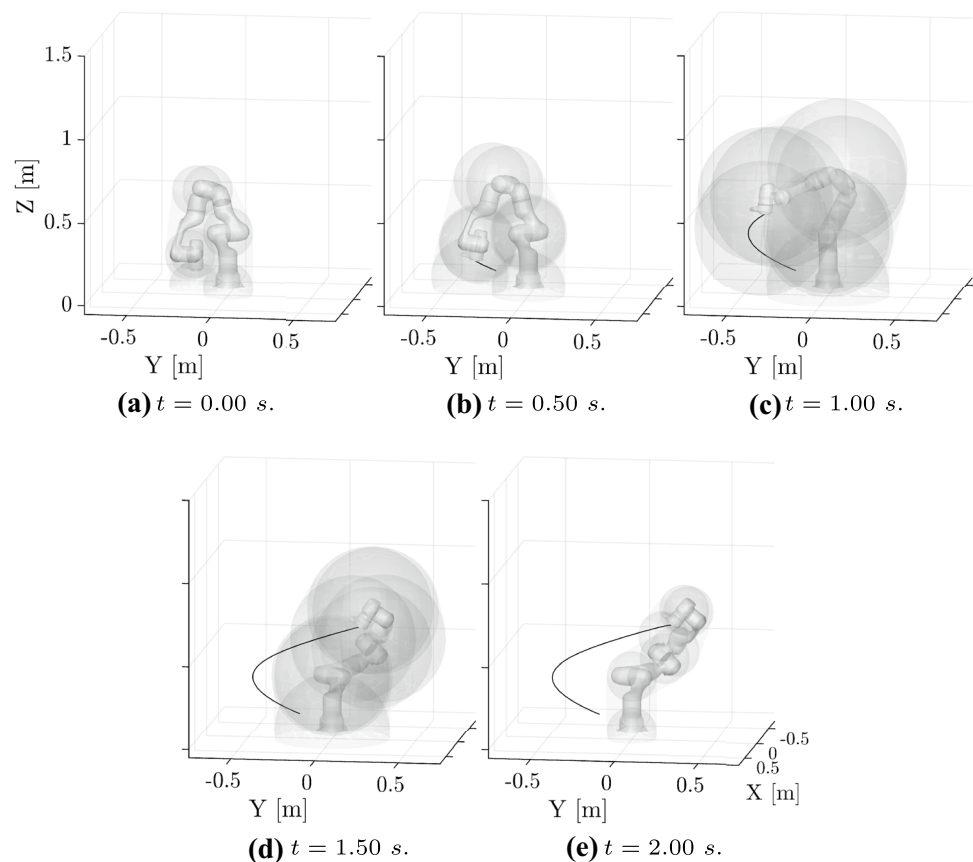 1.5
1
0.5
0
Z [m]
-0.5 0 0.5
Y [m]
(a) t = 0.00 s.
-0.5 0 0.5
Y [m]
(b) t = 0.50 s.
-0.5 0 0.5
Y [m]
(c) t = 1.00 s.
-0.5 0 0.5
Y [m]
(d) t = 1.50 s.
-0.5 0 0.5
Y [m]
-0.5
0
0.5
X [m]
(e) t = 2.00 s.